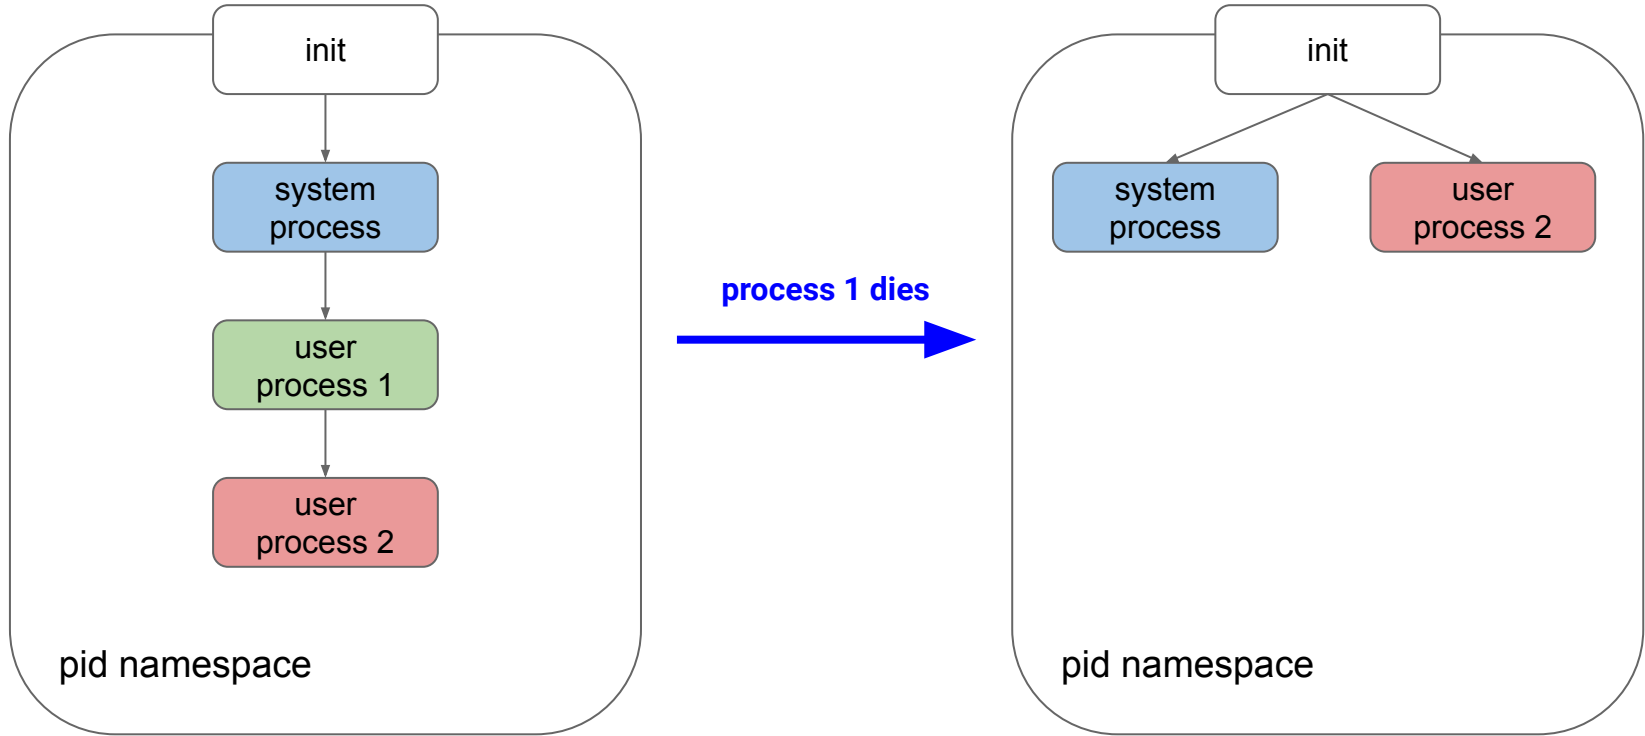 init
system
process
user
process 1
user
process 2
pid namespace
process 1 dies
init
system
process
user
process 2
pid namespace